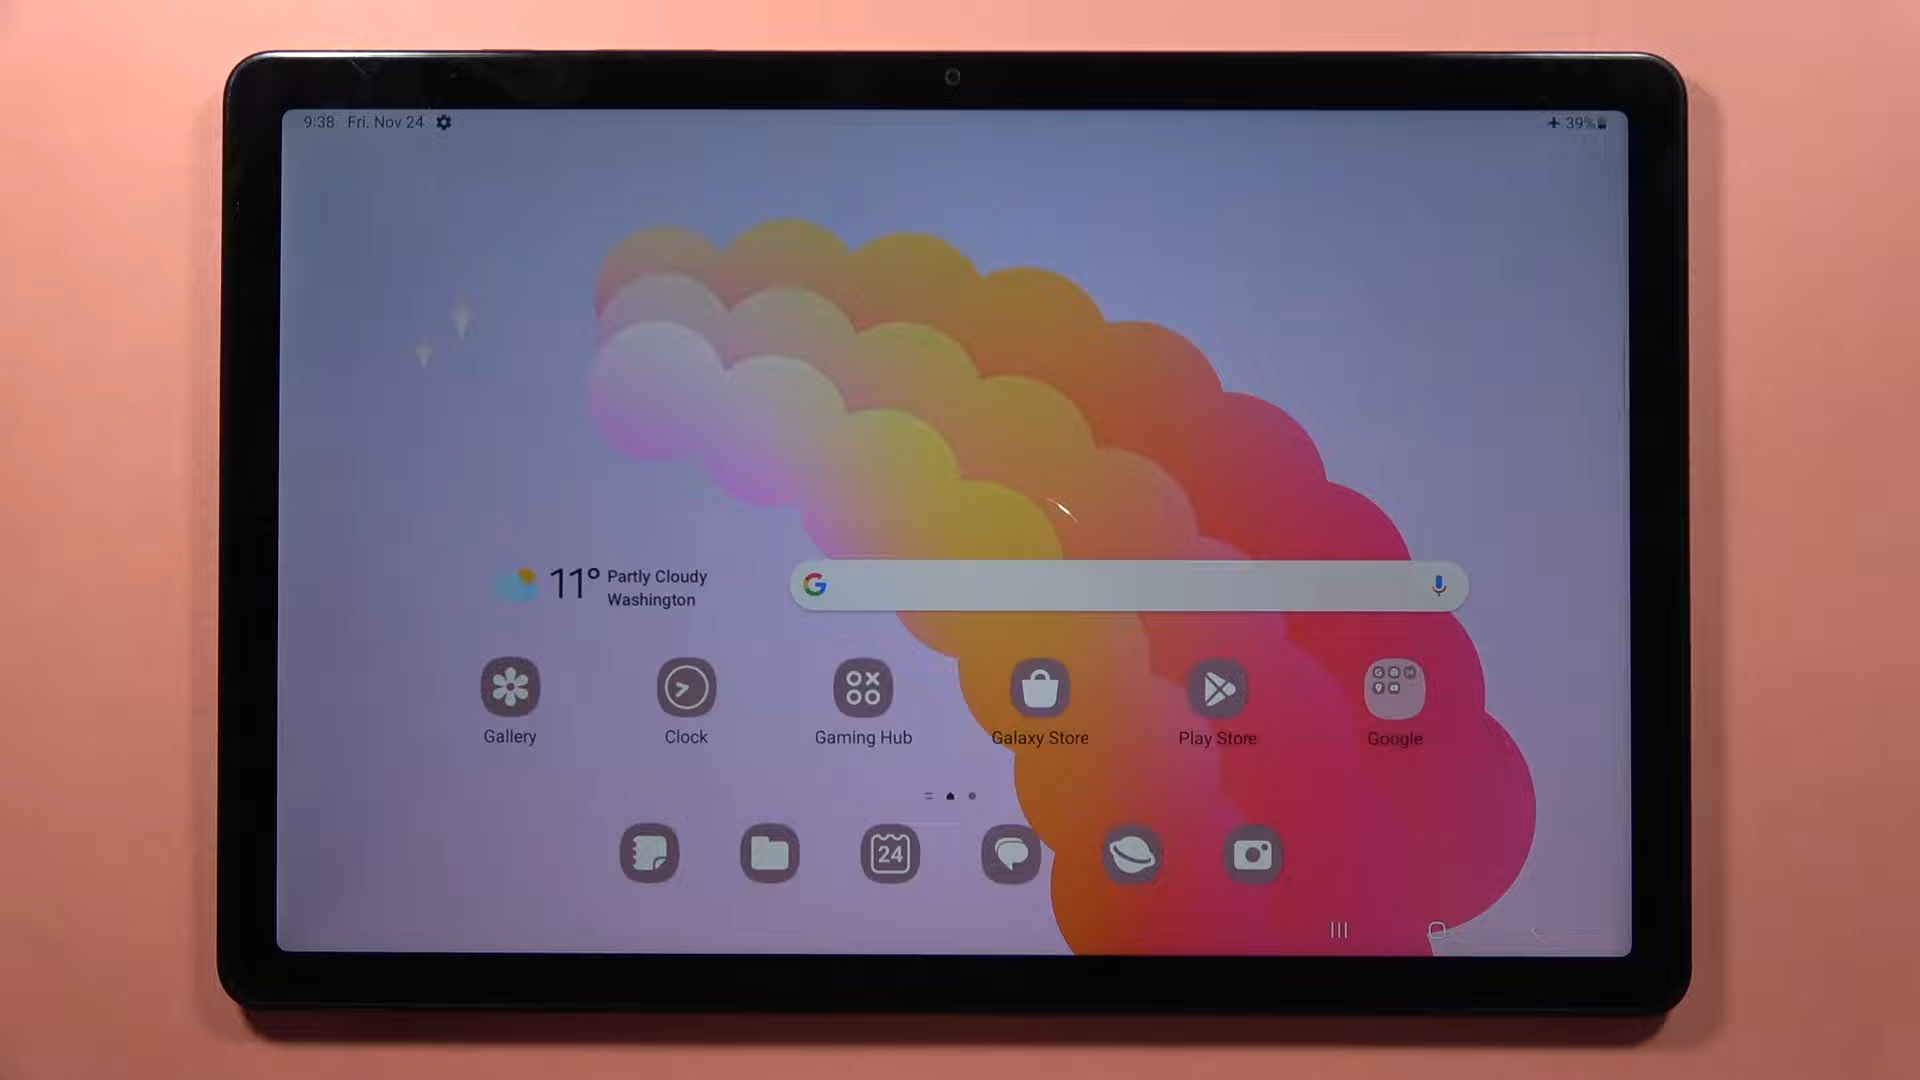 9:38 Fri. Nov 24
39%
11° Partly Cloudy
Washington
Gallery
Clock
Gaming Hub
Galaxy Store
Play Store
Google
24